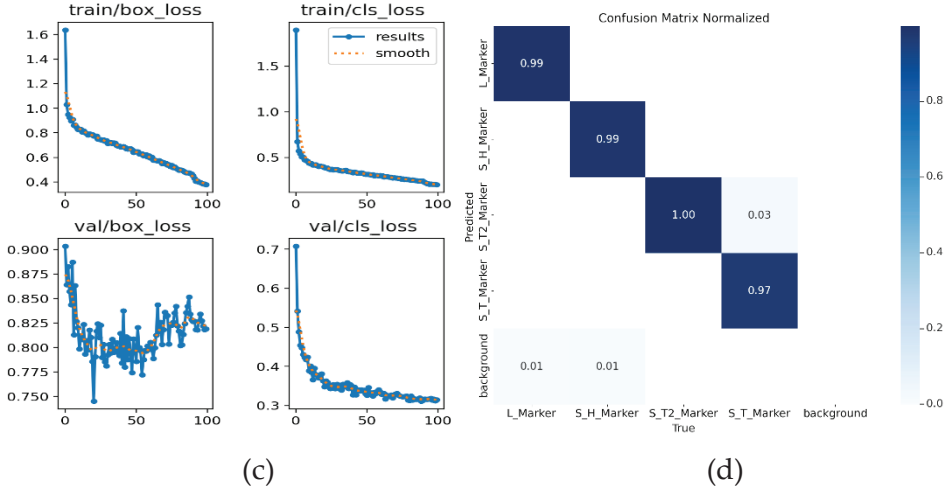 train/box_loss
1.6
1.4
1.2
1.0
0.8
0.6
0.4
0
50
100
train/cls_loss
results
smooth
1.5
1.0
0.5
0
50
100
val/box_loss
0.900
0.875
0.850
0.825
0.800
0.775
0.750
0
50
100
val/cls_loss
0.7
0.6
0.5
0.4
0.3
0
50
100
(c)
Confusion Matrix Normalized
Predicted
L_Marker
S_H_Marker
S_T2_Marker
S_T_Marker
background
0.99
0.99
1.00
0.03
0.97
0.01
0.01
L_Marker
S_H_Marker
S_T2_Marker
S_T_Marker
background
True
0.8
0.6
0.4
0.2
0.0
(d)